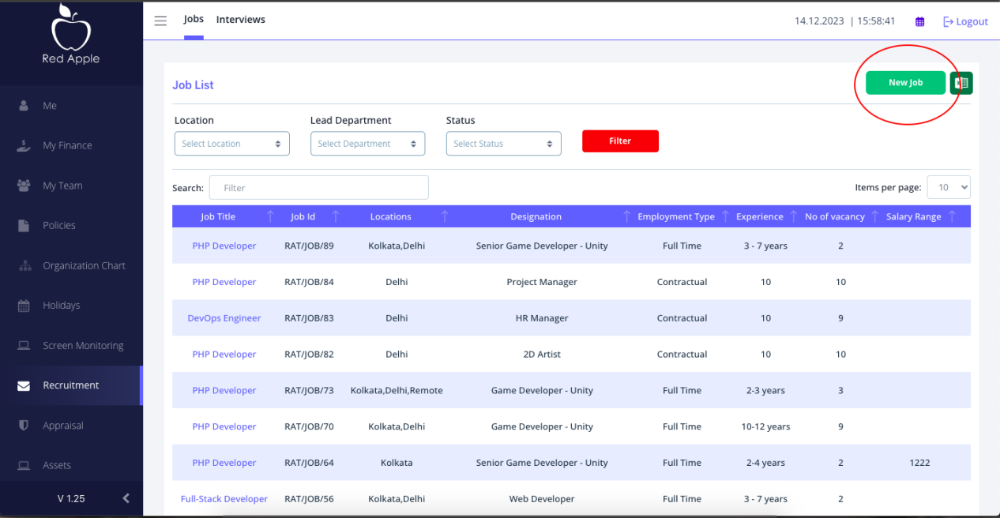 Red Apple
Me
My Finance
My Team
Policies
Organization Chart
Holidays
Screen Monitoring
Recruitment
Appraisal
Assets
V 1.25
Jobs Interviews 14.12.2023 | 15:58:41 Logout
Job List New Job
Location Lead Department Status
Select Location Select Department Select Status Filter
Search: Filter Items per page: 10
Job Title Job Id Locations Designation Employment Type Experience No of vacancy Salary Range
PHP Developer RAT/JOB/89 Kolkata,Delhi Senior Game Developer - Unity Full Time 3 - 7 years 2
PHP Developer RAT/JOB/84 Delhi Project Manager Contractual 10 10
DevOps Engineer RAT/JOB/83 Delhi HR Manager Contractual 10 9
PHP Developer RAT/JOB/82 Delhi 2D Artist Contractual 10 10
PHP Developer RAT/JOB/73 Kolkata,Delhi,Remote Game Developer - Unity Full Time 2-3 years 3
PHP Developer RAT/JOB/70 Kolkata,Delhi Game Developer - Unity Full Time 10-12 years 9
PHP Developer RAT/JOB/64 Kolkata Senior Game Developer - Unity Full Time 2-4 years 2 1222
Full-Stack Developer RAT/JOB/56 Kolkata,Delhi Web Developer Full Time 3 - 7 years 2